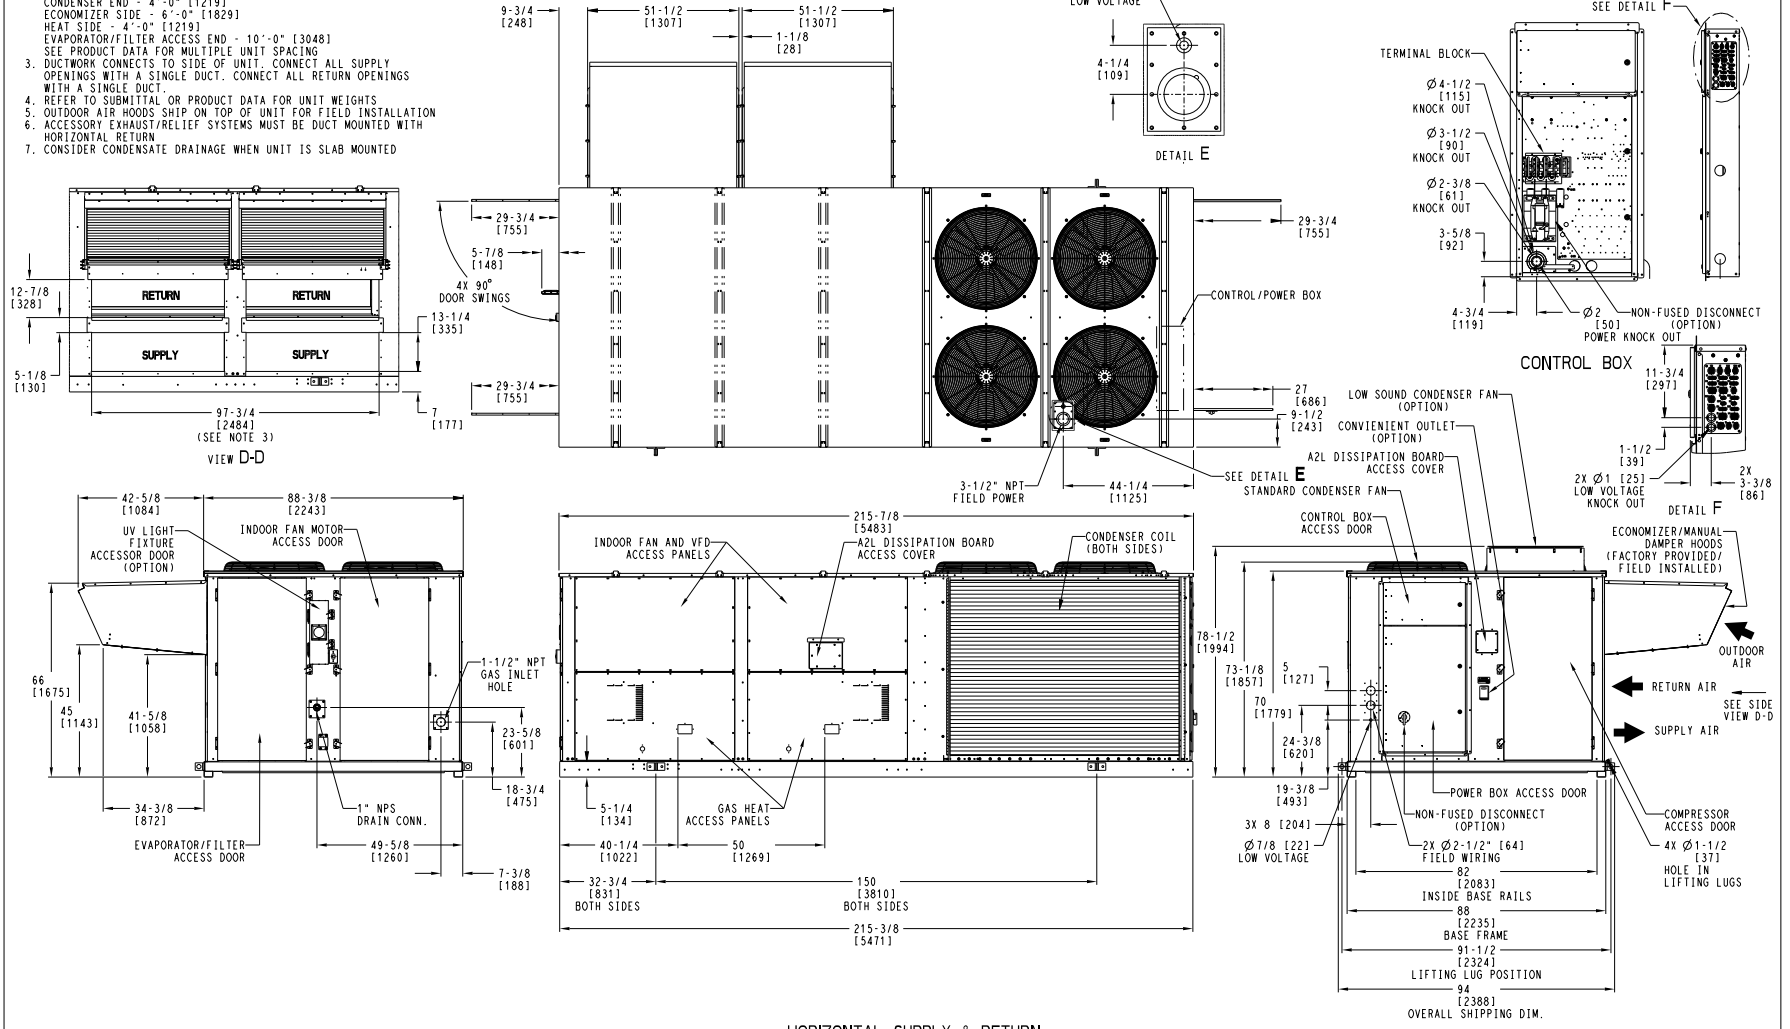 CONDENSER END - 4'-0" [1219]
ECONOMIZER SIDE - 6'-0" [1829]
HEAT SIDE - 4'-0" [1219]
EVAPORATOR/FILTER ACCESS END - 10'-0" [3048]
SEE PRODUCT DATA FOR MULTIPLE UNIT SPACING
3. DUCTWORK CONNECTS TO SIDE OF UNIT. CONNECT ALL SUPPLY
OPENINGS WITH A SINGLE DUCT. CONNECT ALL RETURN OPENINGS
WITH A SINGLE DUCT.
4. REFER TO SUBMITTAL OR PRODUCT DATA FOR UNIT WEIGHTS
5. OUTDOOR AIR HOODS SHIP ON TOP OF UNIT FOR FIELD INSTALLATION
6. ACCESSORY EXHAUST/RELIEF SYSTEMS MUST BE DUCT MOUNTED WITH
HORIZONTAL RETURN
7. CONSIDER CONDENSATE DRAINAGE WHEN UNIT IS SLAB MOUNTED
RETURN
RETURN
SUPPLY
SUPPLY
12-7/8
[328]
5-1/8
[130]
13-1/4
[335]
7
[177]
97-3/4
[2484]
(SEE NOTE 3)
VIEW D-D
9-3/4
[248]
51-1/2
[1307]
51-1/2
[1307]
1-1/8
[28]
29-3/4
[755]
5-7/8
[148]
4X 90°
DOOR SWINGS
29-3/4
[755]
29-3/4
[755]
CONTROL/POWER BOX
27
[686]
9-1/2
[243]
SEE DETAIL E
3-1/2" NPT
FIELD POWER
44-1/4
[1125]
LOW VOLTAGE
4-1/4
[109]
DETAIL E
SEE DETAIL F
TERMINAL BLOCK
Ø4-1/2
[115]
KNOCK OUT
Ø3-1/2
[90]
KNOCK OUT
Ø2-3/8
[61]
KNOCK OUT
3-5/8
[92]
4-3/4
[119]
Ø2
[50]
POWER KNOCK OUT
NON-FUSED DISCONNECT
(OPTION)
CONTROL BOX
11-3/4
[297]
1-1/2
[39]
2X Ø1 [25]
LOW VOLTAGE
KNOCK OUT
2X
3-3/8
[86]
DETAIL F
42-5/8
[1084]
88-3/8
[2243]
UV LIGHT
FIXTURE
ACCESSOR DOOR
(OPTION)
INDOOR FAN MOTOR
ACCESS DOOR
66
[1675]
45
[1143]
41-5/8
[1058]
1-1/2" NPT
GAS INLET
HOLE
23-5/8
[601]
18-3/4
[475]
34-3/8
[872]
1" NPS
DRAIN CONN.
EVAPORATOR/FILTER
ACCESS DOOR
49-5/8
[1260]
7-3/8
[188]
215-7/8
[5483]
INDOOR FAN AND VFD
ACCESS PANELS
A2L DISSIPATION BOARD
ACCESS COVER
CONDENSER COIL
(BOTH SIDES)
5-1/4
[134]
GAS HEAT
ACCESS PANELS
40-1/4
[1022]
50
[1269]
32-3/4
[831]
BOTH SIDES
150
[3810]
BOTH SIDES
215-3/8
[5471]
LOW SOUND CONDENSER FAN
(OPTION)
CONVIENIENT OUTLET
(OPTION)
A2L DISSIPATION BOARD
ACCESS COVER
STANDARD CONDENSER FAN
CONTROL BOX
ACCESS DOOR
ECONOMIZER/MANUAL
DAMPER HOODS
(FACTORY PROVIDED/
FIELD INSTALLED)
78-1/2
[1994]
73-1/8
[1857]
70
[1779]
5
[127]
24-3/8
[620]
19-3/8
[493]
OUTDOOR
AIR
RETURN AIR
SEE SIDE
VIEW D-D
SUPPLY AIR
3X 8 [204]
Ø7/8 [22]
LOW VOLTAGE
POWER BOX ACCESS DOOR
NON-FUSED DISCONNECT
(OPTION)
2X Ø2-1/2" [64]
FIELD WIRING
COMPRESSOR
ACCESS DOOR
4X Ø1-1/2
[37]
HOLE IN
LIFTING LUGS
82
[2083]
INSIDE BASE RAILS
88
[2235]
BASE FRAME
91-1/2
[2324]
LIFTING LUG POSITION
94
[2388]
OVERALL SHIPPING DIM.
HORIZONTAL SUPPLY & RETURN